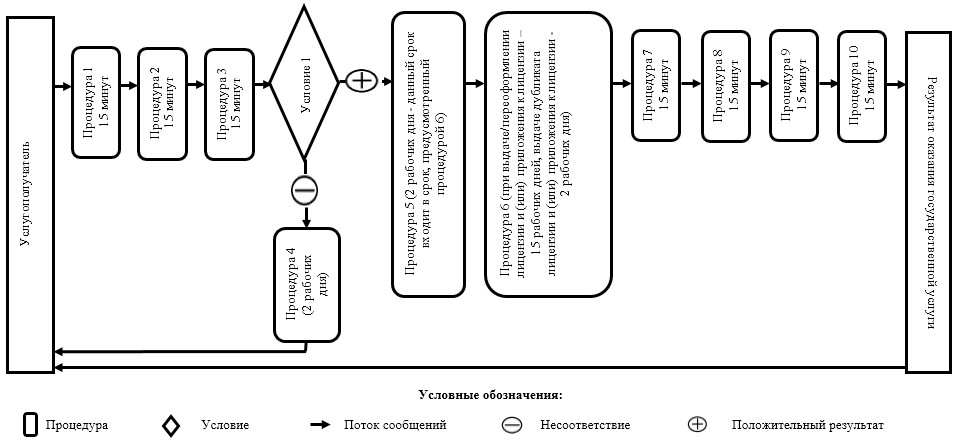 Услугополучатель
Процедура 1
15 минут
Процедура 2
15 минут
Процедура 3
15 минут
Условие 1
Процедура 4
(2 рабочих
дня)
Процедура 5 (2 рабочих дня - данный срок
входит в срок, предусмотренный
процедурой 6)
Процедура 6 (при выдаче/переоформлении
лицензии и (или) приложения к лицензии –
15 рабочих дней, выдаче дубликата
лицензии и (или) приложения к лицензии -
2 рабочих дня)
Процедура 7
15 минут
Процедура 8
15 минут
Процедура 9
15 минут
Процедура 10
15 минут
Результат оказания государственной услуги
Условные обозначения:
Процедура
Условие
Поток сообщений
Несоответствие
Положительный результат